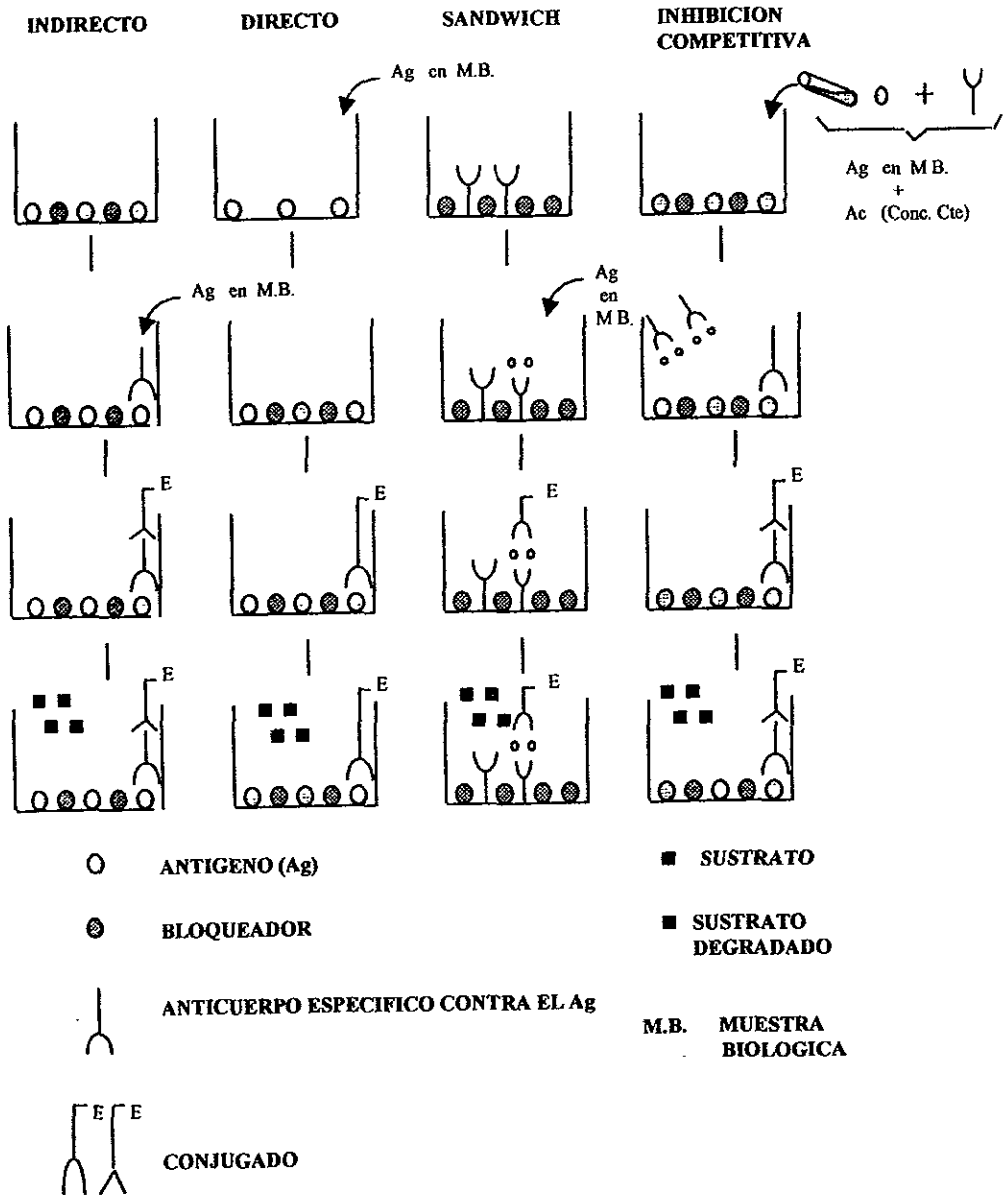 INDIRECTO
DIRECTO
SANDWICH
INHIBICION
COMPETITIVA
Ag en M.B.
+
Ag en M.B.
+
Ac (Conc. Cte)
Ag en M.B.
Ag
en
M B.
E
E
E
E
E
E
E
E
ANTIGENO (Ag)
SUSTRATO
BLOQUEADOR
SUSTRATO
DEGRADADO
ANTICUERPO ESPECIFICO CONTRA EL Ag
M.B. MUESTRA
BIOLOGICA
E E
CONJUGADO